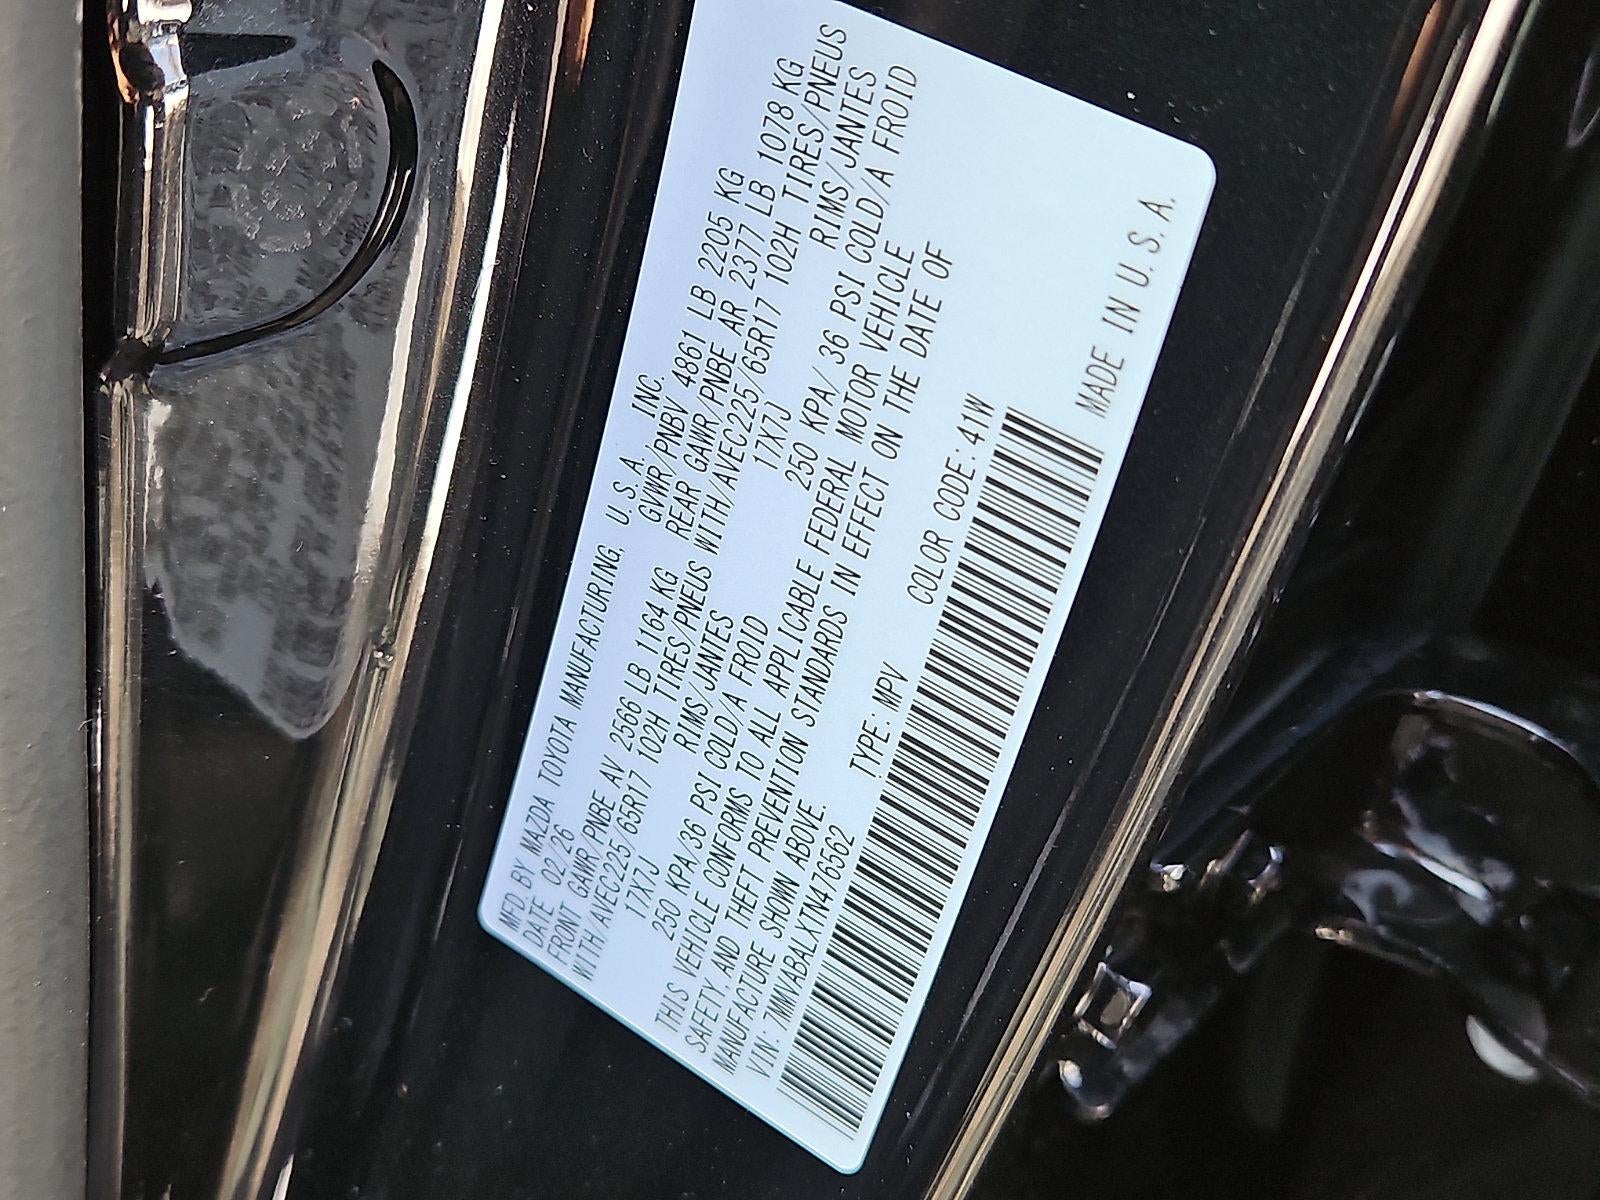 MFD.BY MAZDA TOYOTA MANUFACTURING, U.S.A. INC.
DATE 02/26 GVWR/PNBV 4861 LB 2205 KG
FRONT GAWR/PNBE AV 2566 LB 1164 KG REAR GAWR/PNBE AR 2377 LB 1078 KG
WITH/AVEC225/65R17 102H TIRES/PNEUS WITH/AVEC225/65R17 102H TIRES/PNEUS
17X7J RIMS/JANTES 17X7J RIMS/JANTES
250 KPA/36 PSI COLD/A FROID 250 KPA/ 36 PSI COLD/A FROID
THIS VEHICLE CONFORMS TO ALL APPLICABLE FEDERAL MOTOR VEHICLE
SAFETY, AND THEFT PREVENTION STANDARDS IN EFFECT ON THE DATE OF
MANUFACTURE SHOWN ABOVE.
VIN: 7MMVABALXTN476562 TYPE: MPV COLOR CODE: 41W
MADE IN U.S.A.